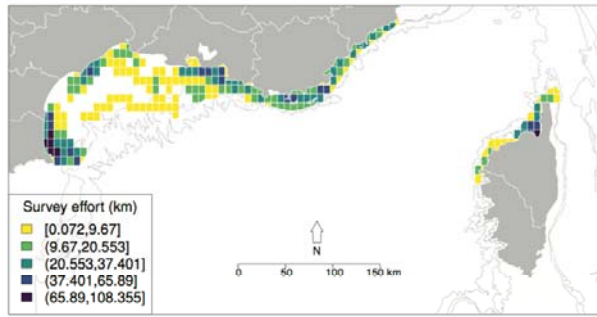 Survey effort (km)
[0.072,9.67]
(9.67,20.553]
(20.553,37.401]
(37.401,65.89]
(65.89,108.355]
N
0 50 100 150 km